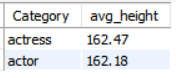 Category avg_height
actress 162.47
actor 162.18